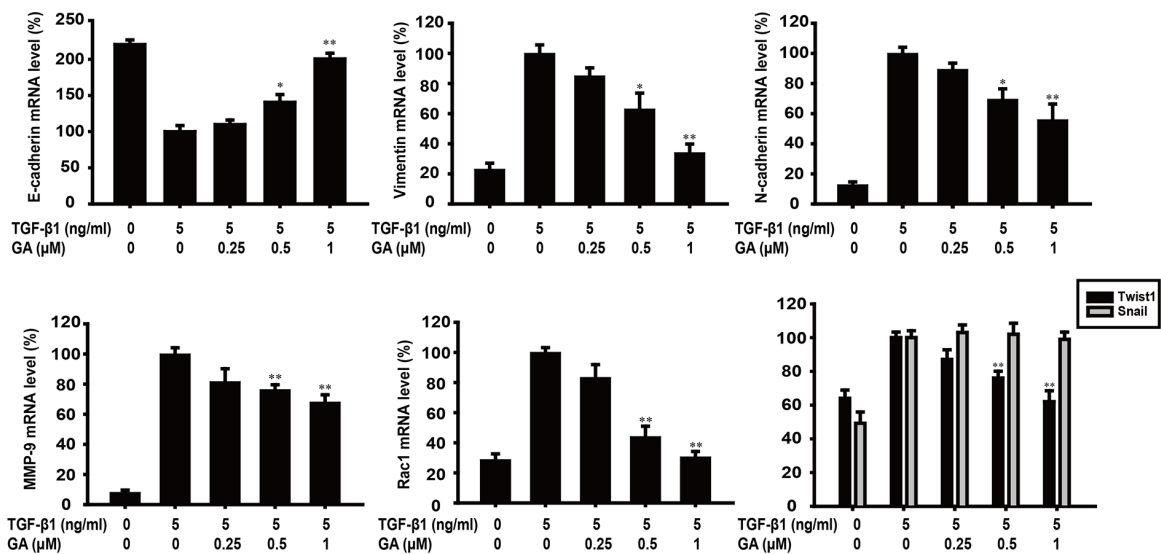 E-cadherin mRNA level (%)
250
200
150
100
250
0
*
**
TGF-β1 (ng/ml) 0 5 5 5 5
GA (μM) 0 0 0.25 0.5 1
Vimentin mRNA level (%)
120
100
80
60
40
20
0
*
**
0 5 5 5 5
0 0 0.25 0.5 1
N-cadherin mRNA level (%)
120
100
80
60
40
20
0
*
**
TGF-β1 (ng/ml) 0 5 5 5 5
GA (μM) 0 0 0.25 0.5 1
MMP-9 mRNA level (%)
120
100
80
60
40
20
0
**
**
TGF-β1 (ng/ml) 0 5 5 5 5
GA (μM) 0 0 0.25 0.5 1
Rac1 mRNA level (%)
120
100
80
60
40
20
0
**
**
TGF-β1 (ng/ml) 0 5 5 5 5
GA (μM) 0 0 0.25 0.5 1
Twist1
Snail
120
100
80
60
40
20
0
**
**
TGF-β1 (ng/ml) 0 5 5 5 5
GA (μM) 0 0 0.25 0.5 1